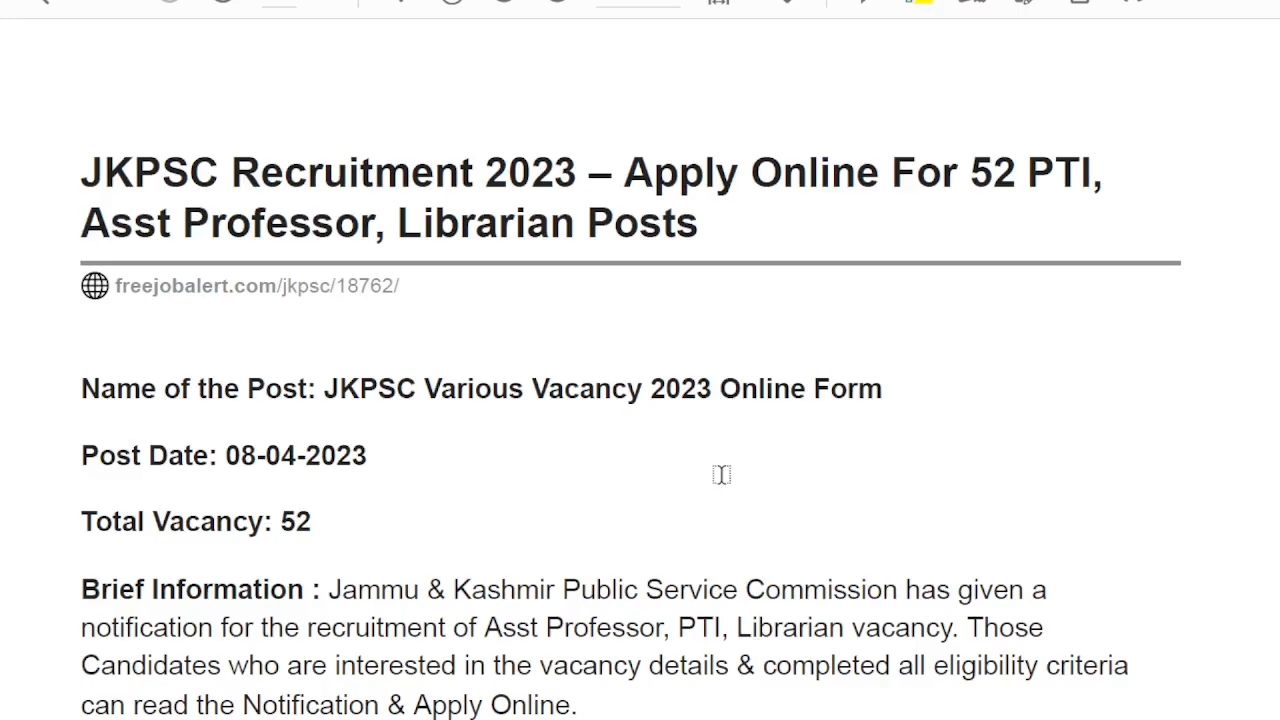 JKPSC Recruitment 2023 – Apply Online For 52 PTI,
Asst Professor, Librarian Posts
freejobalert.com/jkpsc/18762/
Name of the Post: JKPSC Various Vacancy 2023 Online Form
Post Date: 08-04-2023
Total Vacancy: 52
Brief Information : Jammu & Kashmir Public Service Commission has given a
notification for the recruitment of Asst Professor, PTI, Librarian vacancy. Those
Candidates who are interested in the vacancy details & completed all eligibility criteria
can read the Notification & Apply Online.